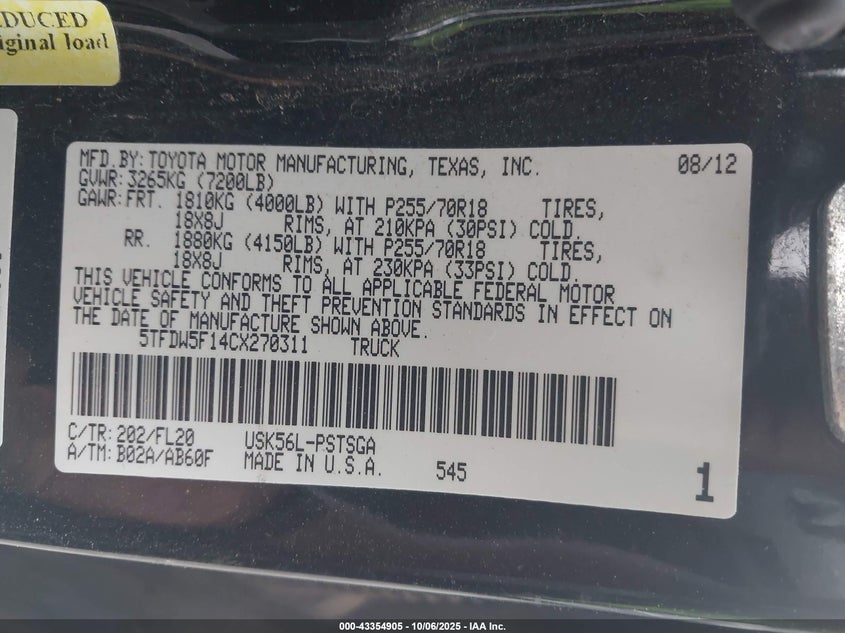 DUCED
iginal load
MFD.BY: TOYOTA MOTOR MANUFACTURING, TEXAS, INC. 08/12
GVWR: 3265KG (7200LB)
GAWR: FRT. 1810KG (4000LB) WITH P255/70R18 TIRES,
18X8J RIMS, AT 210KPA (30PSI) COLD.
RR. 1880KG (4150LB) WITH P255/70R18 TIRES,
18X8J RIMS, AT 230KPA (33PSI) COLD.
THIS VEHICLE CONFORMS TO ALL APPLICABLE FEDERAL MOTOR
VEHICLE SAFETY AND THEFT PREVENTION STANDARDS IN EFFECT ON
THE DATE OF MANUFACTURE SHOWN ABOVE.
5TFDW5F14CX270311 TRUCK
C/TR: 202/FL20 USK56L-PSTSGA
A/TM: B02A/AB60F MADE IN U.S.A. 545
1
000-43354905 - 10/06/2025 - IAA Inc.